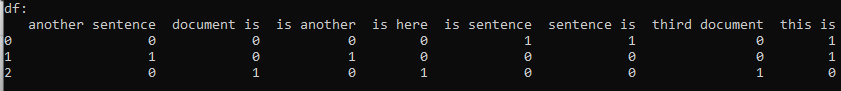 df:
another sentence document is is another is here is sentence sentence is third document this is
0 0 0 0 0 1 1 0 1
1 1 0 1 0 0 0 0 1
2 0 1 0 1 0 0 1 0